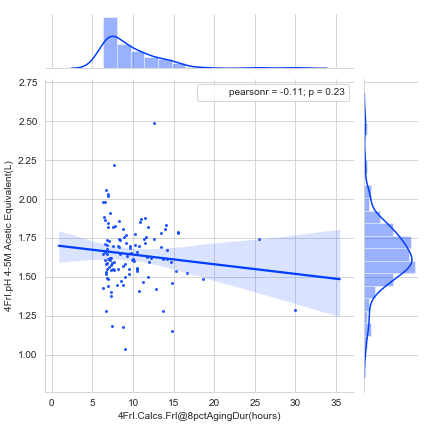 pearsonr = -0.11; p = 0.23
2.75
2.50
2.25
2.00
1.75
1.50
1.25
1.00
4Frl.pH 4-5M Acetic Equivalent(L)
0 5 10 15 20 25 30 35
4Frl.Calcs.Frl@8pctAgingDur(hours)